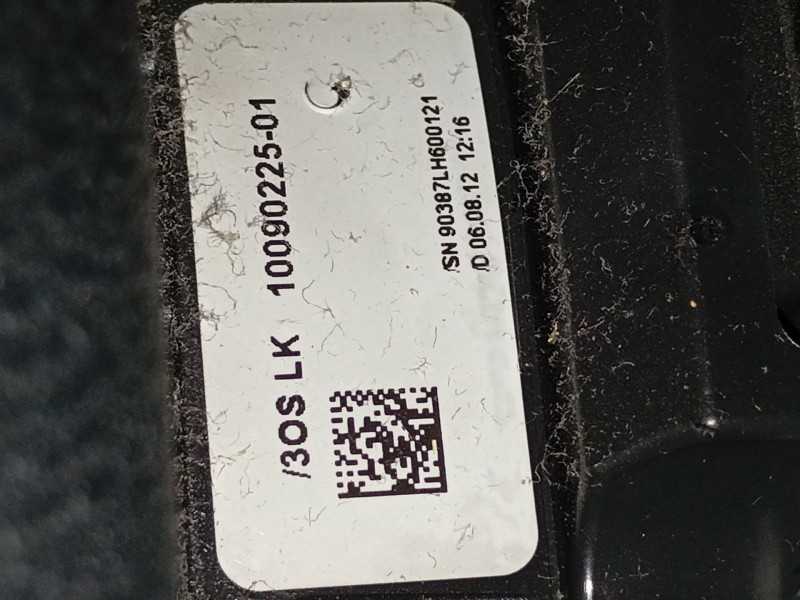 /3OS LK 10090225-01
/SN 90387LH600121
/D 06.08.12 12:16